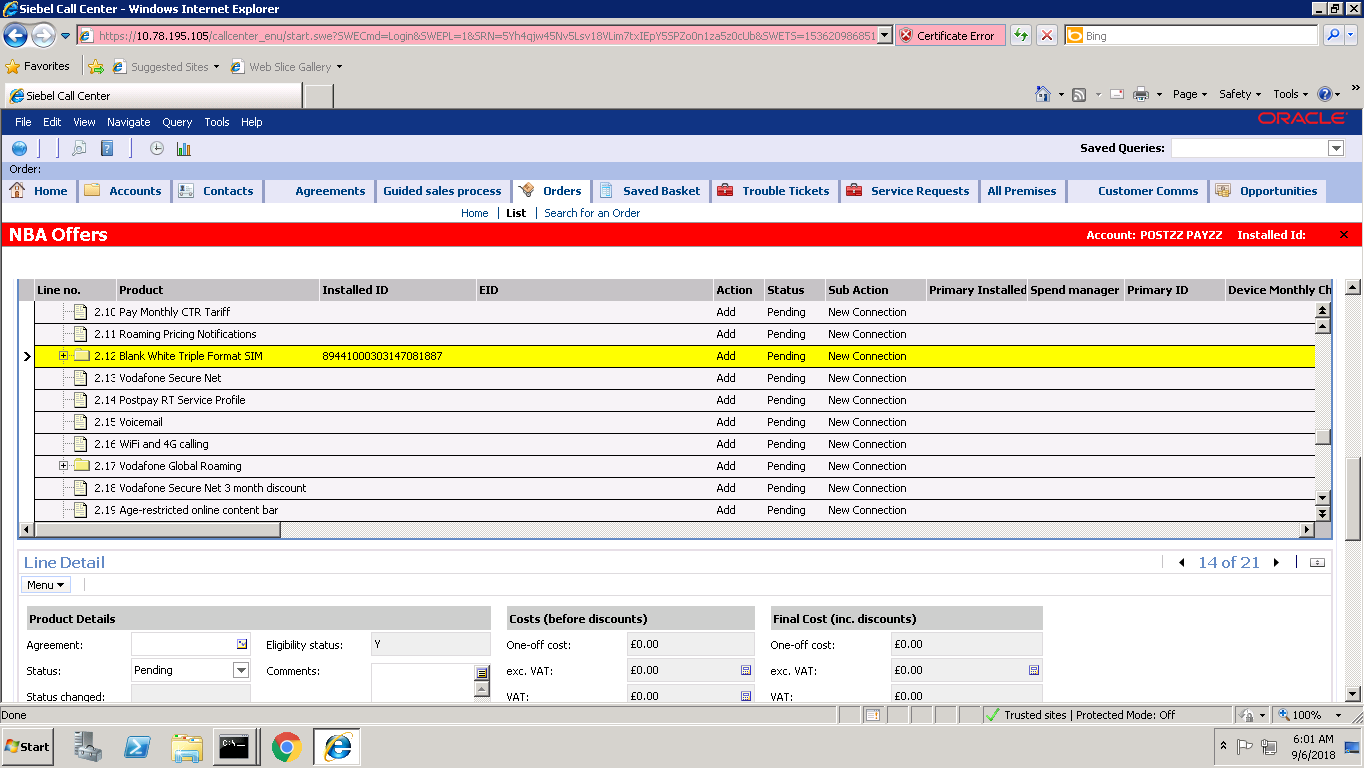 Siebel Call Center - Windows Internet Explorer
https://10.78.195.105/callcenter_enu/start.swe?SWECmd=Login&SWEPL=1&SRN=5Yh4qjw45Nv5Lsv18VLim7txIEpY5SPZo0n1za5z0cUb&SWETS=153620986851 Certificate Error Bing
Favorites Suggested Sites Web Slice Gallery
Siebel Call Center Page Safety Tools »
File Edit View Navigate Query Tools Help ORACLE
Saved Queries:
Order:
Home Accounts Contacts Agreements Guided sales process Orders Saved Basket Trouble Tickets Service Requests All Premises Customer Comms Opportunities
Home List Search for an Order
NBA Offers Account: POSTZZ PAYZZ Installed Id: ×
Line no. Product Installed ID EID Action Status Sub Action Primary Installed Spend manager Primary ID Device Monthly Ch
2.10 Pay Monthly CTR Tariff Add Pending New Connection
2.11 Roaming Pricing Notifications Add Pending New Connection
2.12 Blank White Triple Format SIM 89441000303147081887 Add Pending New Connection
2.13 Vodafone Secure Net Add Pending New Connection
2.14 Postpay RT Service Profile Add Pending New Connection
2.15 Voicemail Add Pending New Connection
2.16 WiFi and 4G calling Add Pending New Connection
2.17 Vodafone Global Roaming Add Pending New Connection
2.18 Vodafone Secure Net 3 month discount Add Pending New Connection
2.19 Age-restricted online content bar Add Pending New Connection
Line Detail 14 of 21
Menu
Product Details Costs (before discounts) Final Cost (inc. discounts)
Agreement: Eligibility status: Y One-off cost: £0.00 One-off cost: £0.00
Status: Pending Comments: exc. VAT: £0.00 exc. VAT: £0.00
Status changed: VAT: £0.00 VAT: £0.00
Done Trusted sites | Protected Mode: Off 100%
Start C:\. 6:01 AM
9/6/2018